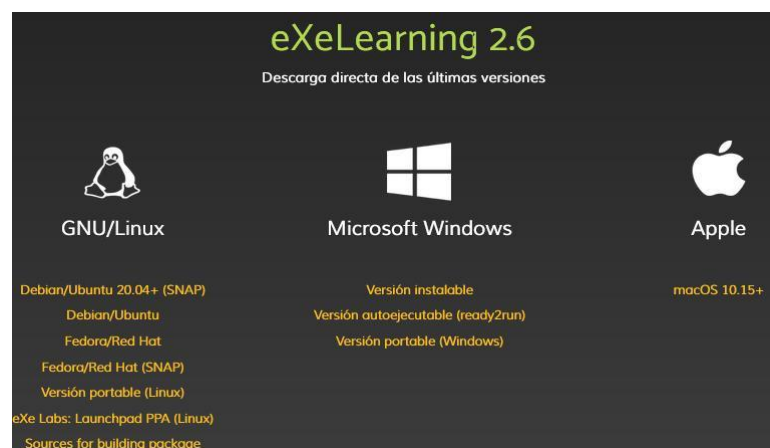 eXeLearning 2.6
Descarga directa de las últimas versiones
GNU/Linux
Debian/Ubuntu 20.04+ (SNAP)
Debian/Ubuntu
Fedora/Red Hat
Fedora/Red Hat (SNAP)
Versión portable (Linux)
eXe Labs: Launchpad PPA (Linux)
Sources for building package
Microsoft Windows
Versión instalable
Versión autoejecutable (ready2run)
Versión portable (Windows)
Apple
macOS 10.15+